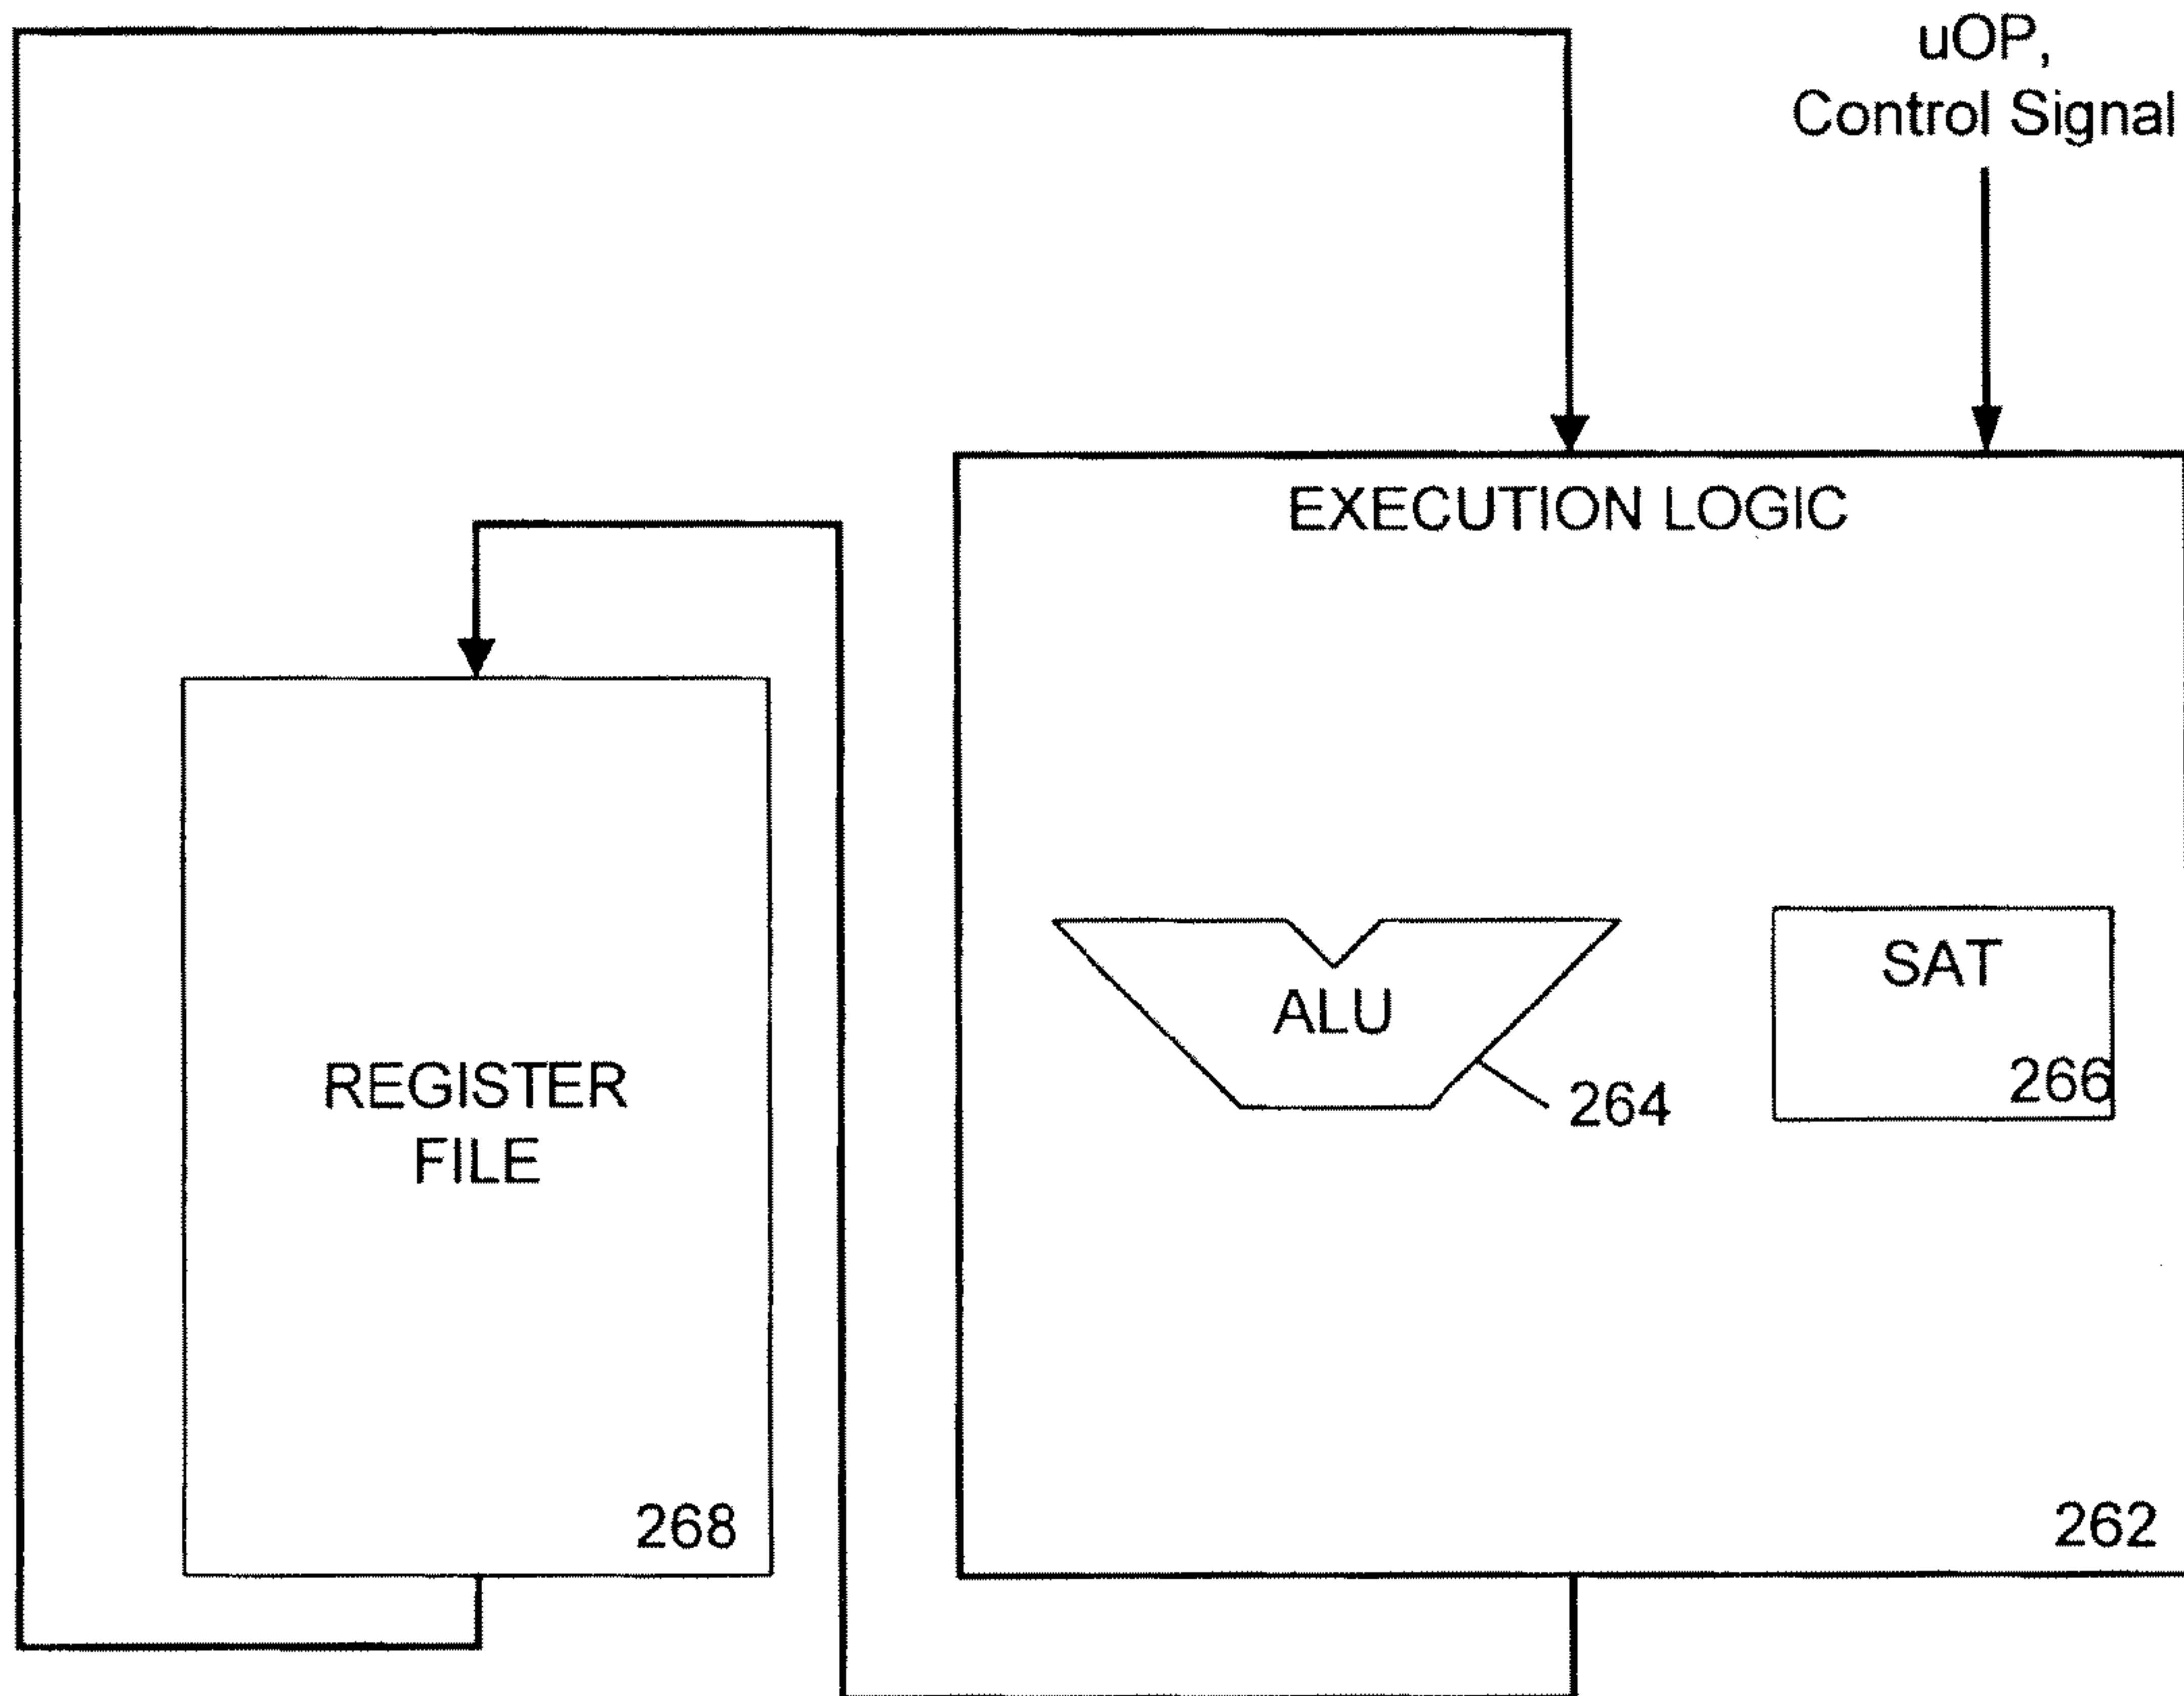 uOP,
Control Signal
EXECUTION LOGIC
ALU
264
SAT
266
REGISTER
FILE
268
262